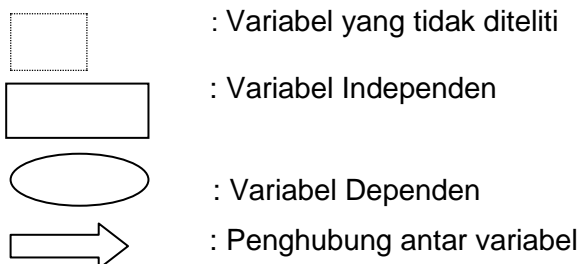 : Variabel yang tidak diteliti
: Variabel Independen
: Variabel Dependen
: Penghubung antar variabel